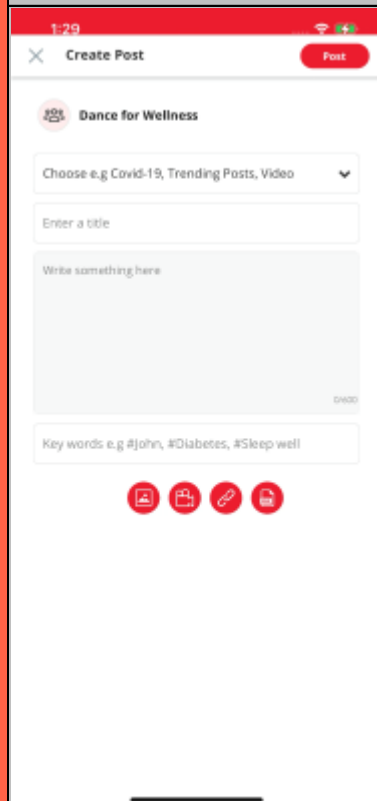 1:29
Create Post
Post
Dance for Wellness
Choose e.g Covid-19, Trending Posts, Video
Enter a title
Write something here
0/600
Key words e.g #John, #Diabetes, #Sleep well